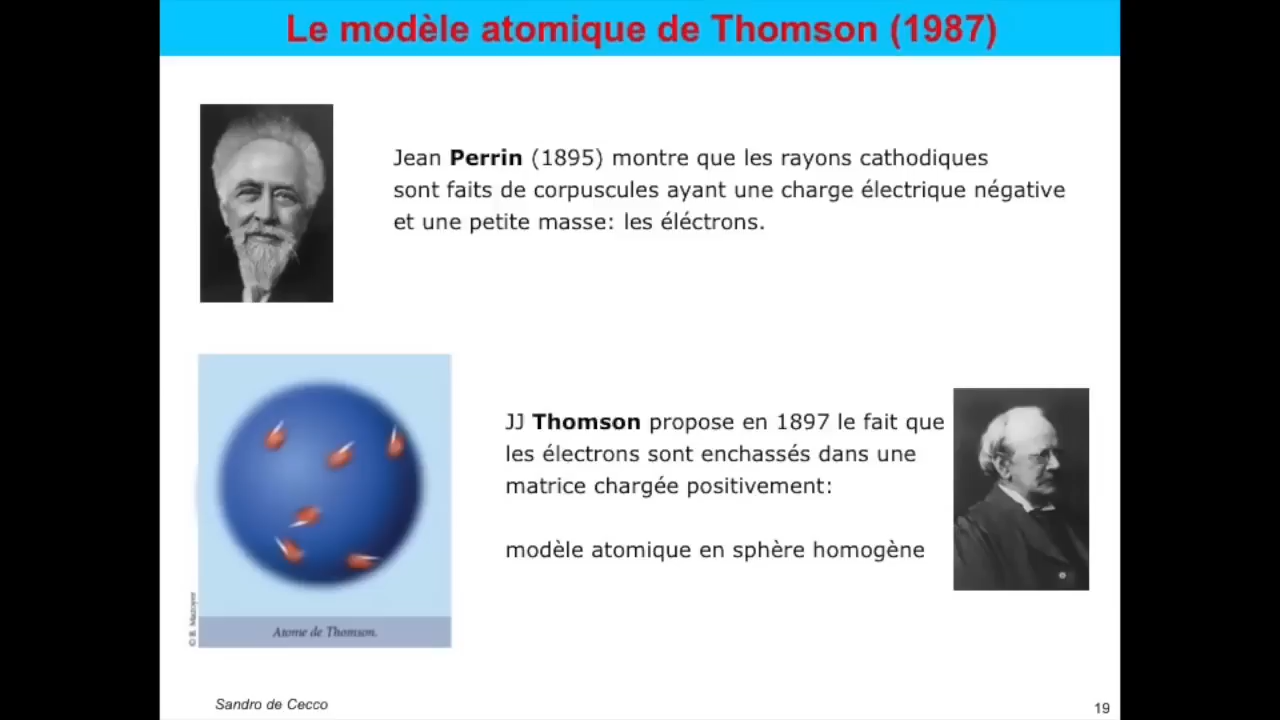 Le modèle atomique de Thomson (1987)
Jean Perrin (1895) montre que les rayons cathodiques
sont faits de corpuscules ayant une charge électrique négative
et une petite masse: les éléctrons.
JJ Thomson propose en 1897 le fait que
les électrons sont enchassés dans une
matrice chargée positivement:
modèle atomique en sphère homogène
© B. Mazoyer
Atome de Thomson.
Sandro de Cecco
19